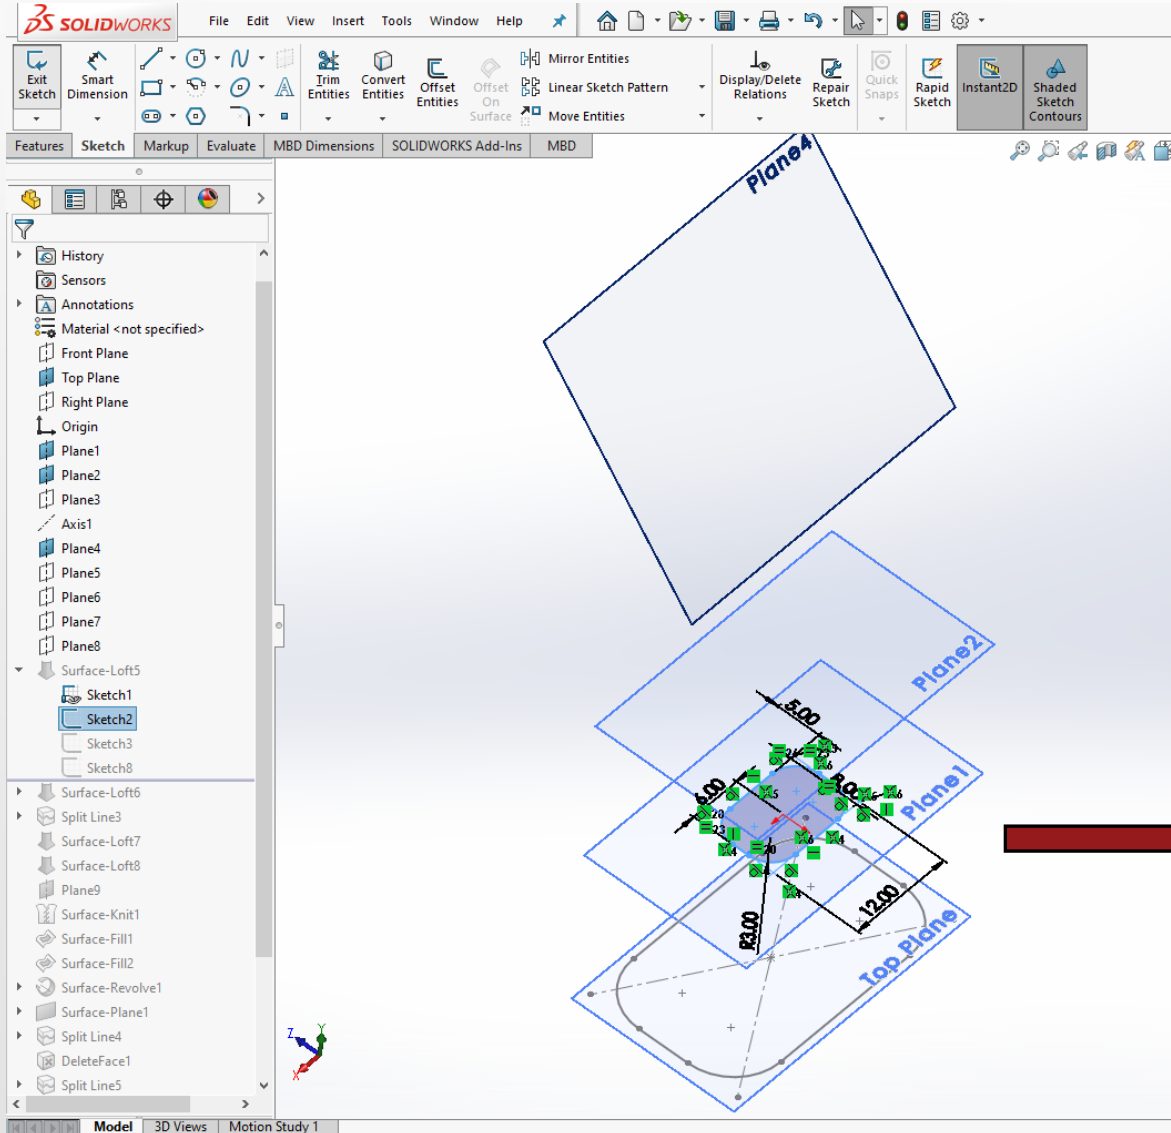 SOLIDWORKS File Edit View Insert Tools Window Help
Exit Sketch
Smart Dimension
Trim Entities
Convert Entities
Offset Entities
Offset On Surface
Mirror Entities
Linear Sketch Pattern
Move Entities
Display/Delete Relations
Repair Sketch
Quick Snaps
Rapid Sketch
Instant2D
Shaded Sketch Contours
Features Sketch Markup Evaluate MBD Dimensions SOLIDWORKS Add-Ins MBD
History
Sensors
Annotations
Material <not specified>
Front Plane
Top Plane
Right Plane
Origin
Plane1
Plane2
Plane3
Axis1
Plane4
Plane5
Plane6
Plane7
Plane8
Surface-Loft5
Sketch1
Sketch2
Sketch3
Sketch8
Surface-Loft6
Split Line3
Surface-Loft7
Surface-Loft8
Plane9
Surface-Knit1
Surface-Fill1
Surface-Fill2
Surface-Revolve1
Surface-Plane1
Split Line4
DeleteFace1
Split Line5
Plane4
Plane2
5.00
6.00
8.00
Plane1
12.00
R3.00
Top Plane
Z Y
X
Model 3D Views Motion Study 1